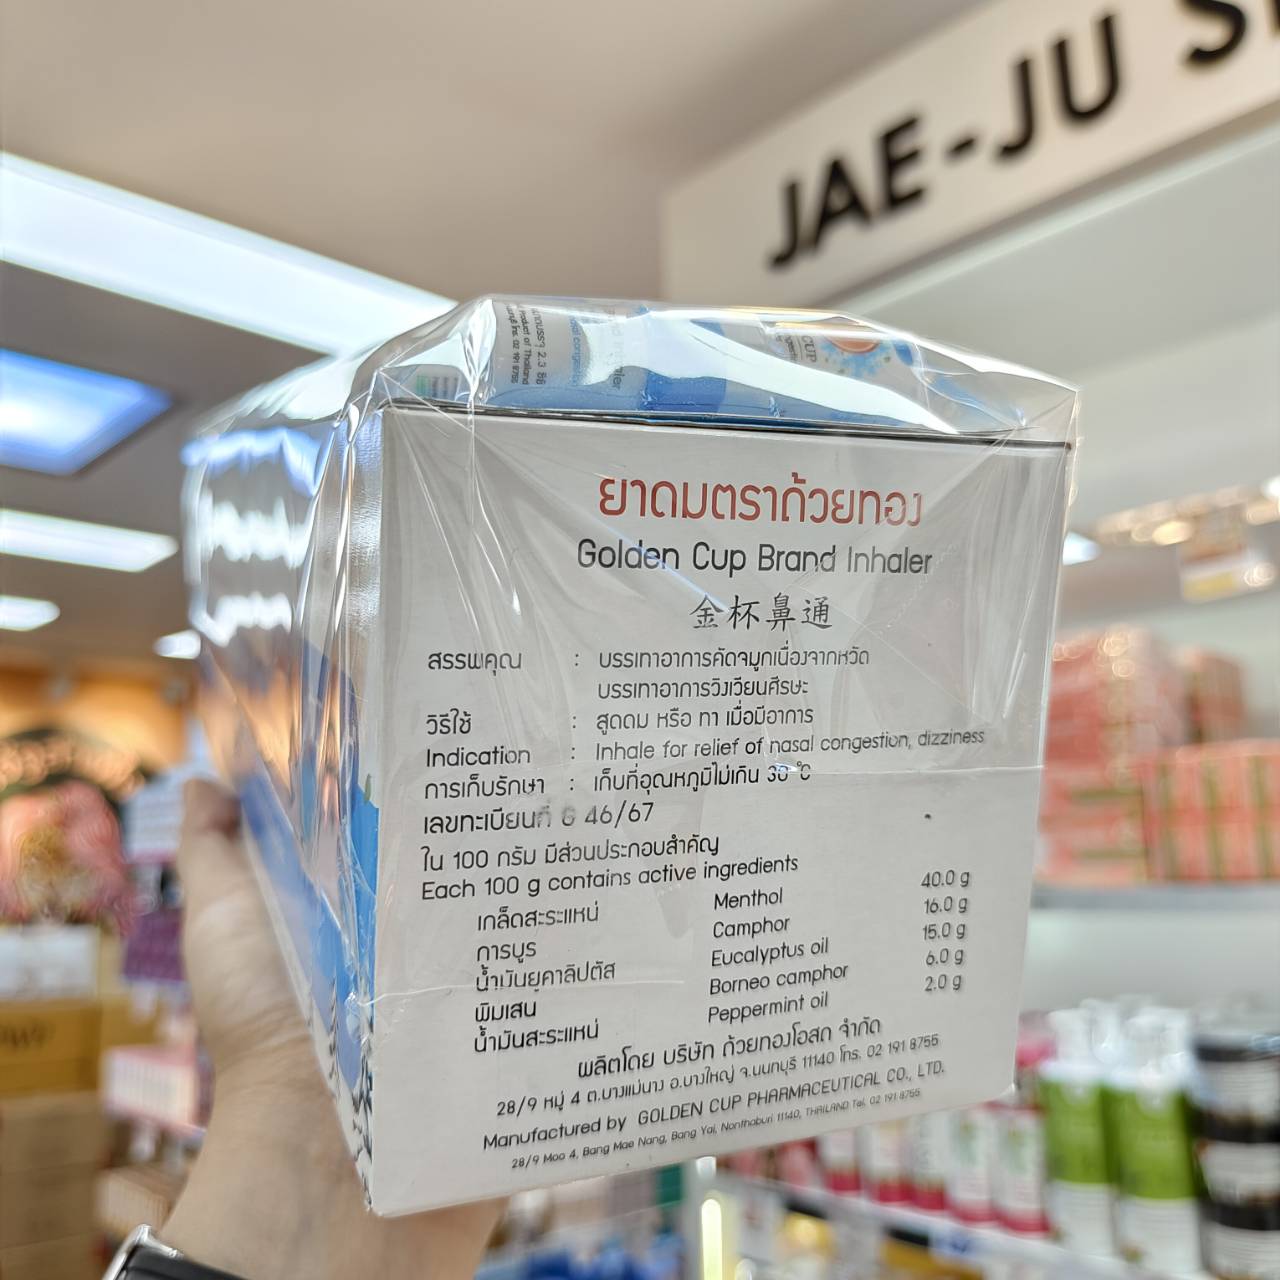 JAE-JU
ยาดมตราถ้วยทอง
Golden Cup Brand Inhaler
金杯鼻通
สรรพคุณ : บรรเทาอาการคัดจมูกเนื่องจากหวัด
บรรเทาอาการวิงเวียนศีรษะ
วิธีใช้ : สูดดม หรือ ทา เมื่อมีอาการ
Indication : Inhale for relief of nasal congestion, dizziness
การเก็บรักษา : เก็บที่อุณหภูมิไม่เกิน 30 °C
เลขทะเบียนที่ G 46/67
ใน 100 กรัม มีส่วนประกอบสำคัญ
Each 100 g contains active ingredients
เกล็ดสะระแหน่ Menthol 40.0 g
การบูร Camphor 16.0 g
น้ำมันยูคาลิปตัส Eucalyptus oil 15.0 g
พิมเสน Borneo camphor 6.0 g
น้ำมันสะระแหน่ Peppermint oil 2.0 g
ผลิตโดย บริษัท ถ้วยทองโอสถ จำกัด
28/9 หมู่ 4 ต.บางแม่นาง อ.บางใหญ่ จ.นนทบุรี 11140 โทร. 02 191 8755
Manufactured by GOLDEN CUP PHARMACEUTICAL CO., LTD.
28/9 Moo 4, Bang Mae Nang, Bang Yai, Nonthaburi 11140, THAILAND Tel. 02 191 8755